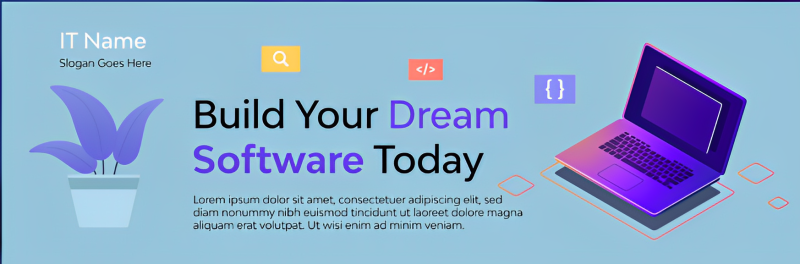 IT Name
Slogan Goes Here
</>
{ }
Build Your Dream
Software Today
Lorem ipsum dolor sit amet, consectetuer adipiscing elit, sed
diam nonummy nibh euismod tincidunt ut laoreet dolore magna
aliquam erat volutpat. Ut wisi enim ad minim veniam.